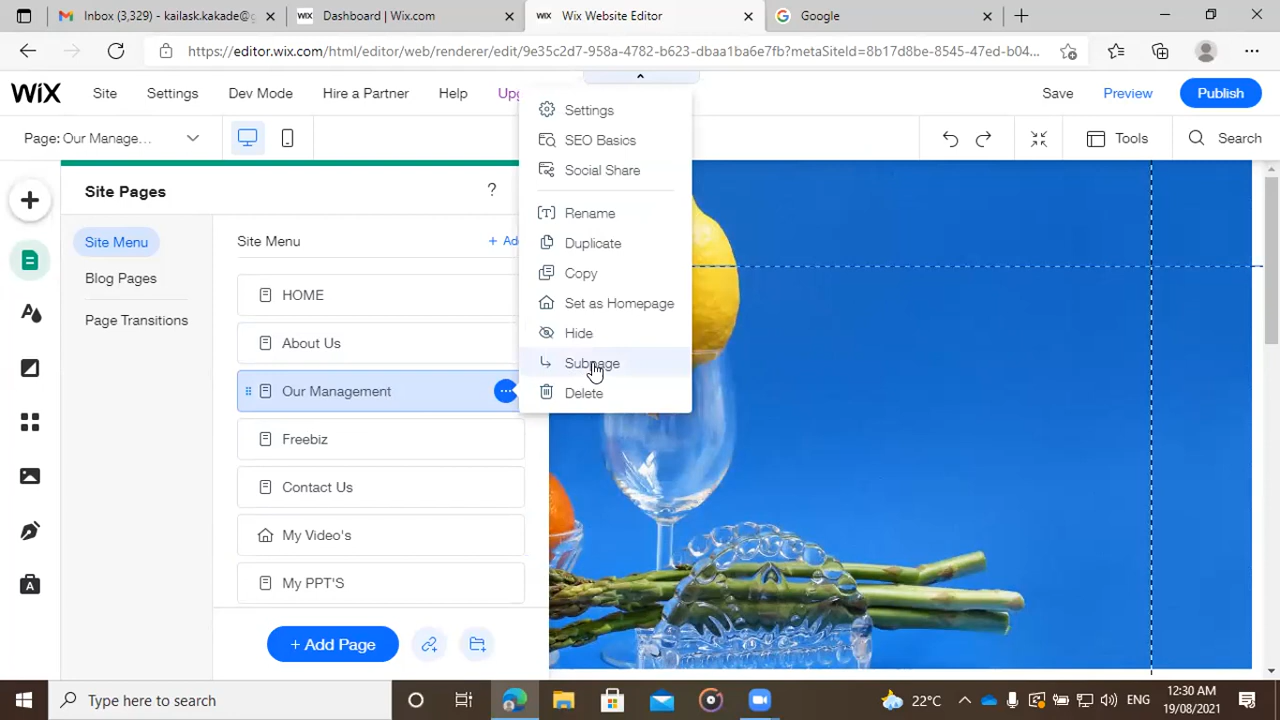 Inbox (3,329) - kailask.kakade@g
Dashboard | Wix.com
Wix Website Editor
Google
https://editor.wix.com/html/editor/web/renderer/edit/9e35c2d7-958a-4782-b623-dbaa1ba6e7fb?metaSiteId=8b17d8be-8545-47ed-b04...
WiX Site Settings Dev Mode Hire a Partner Help Upg Save Preview Publish
Page: Our Manage... Tools Search
Settings
SEO Basics
Social Share
Rename
Duplicate
Copy
Set as Homepage
Hide
Subpage
Delete
Site Pages ?
Site Menu
Blog Pages
Page Transitions
Site Menu + Ad
HOME
About Us
Our Management
Freebiz
Contact Us
My Video's
My PPT'S
+ Add Page
Type here to search
22°C ENG 12:30 AM
19/08/2021